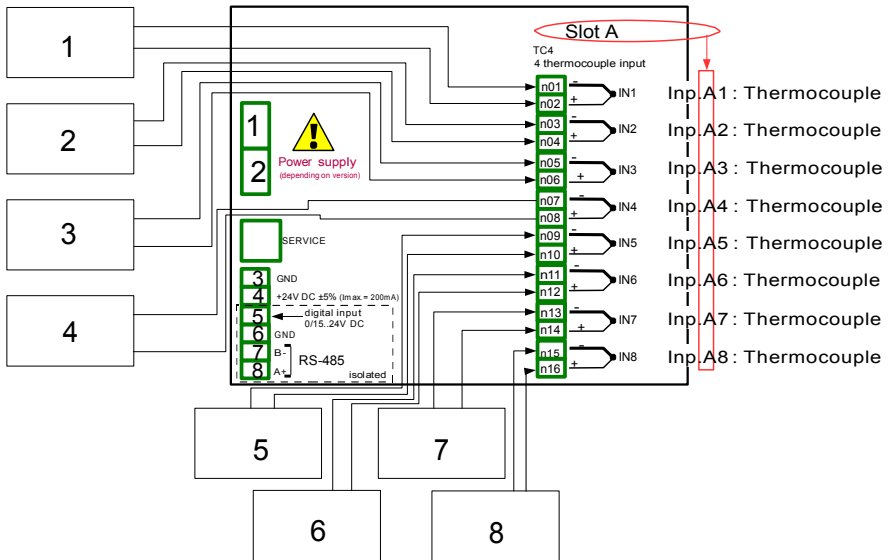 1
2
3
4
Slot A
TC4
4 thermocouple input
n01
-
IN1
n02
+
n03
-
IN2
n04
+
n05
-
IN3
n06
+
n07
-
IN4
n08
+
n09
-
IN5
n10
+
n11
-
IN6
n12
+
n13
-
IN7
n14
+
n15
-
IN8
n16
+
Inp.A1 : Thermocouple
Inp.A2 : Thermocouple
Inp.A3 : Thermocouple
Inp.A4 : Thermocouple
Inp.A5 : Thermocouple
Inp.A6 : Thermocouple
Inp.A7 : Thermocouple
Inp.A8 : Thermocouple
1
2
!
Power supply
(depending on version)
SERVICE
3 GND
4 +24V DC ±5% (Imax.= 200mA)
5 digital input
0/15..24V DC
6 GND
7 B-
RS-485
8 A+
isolated
5
7
6
8